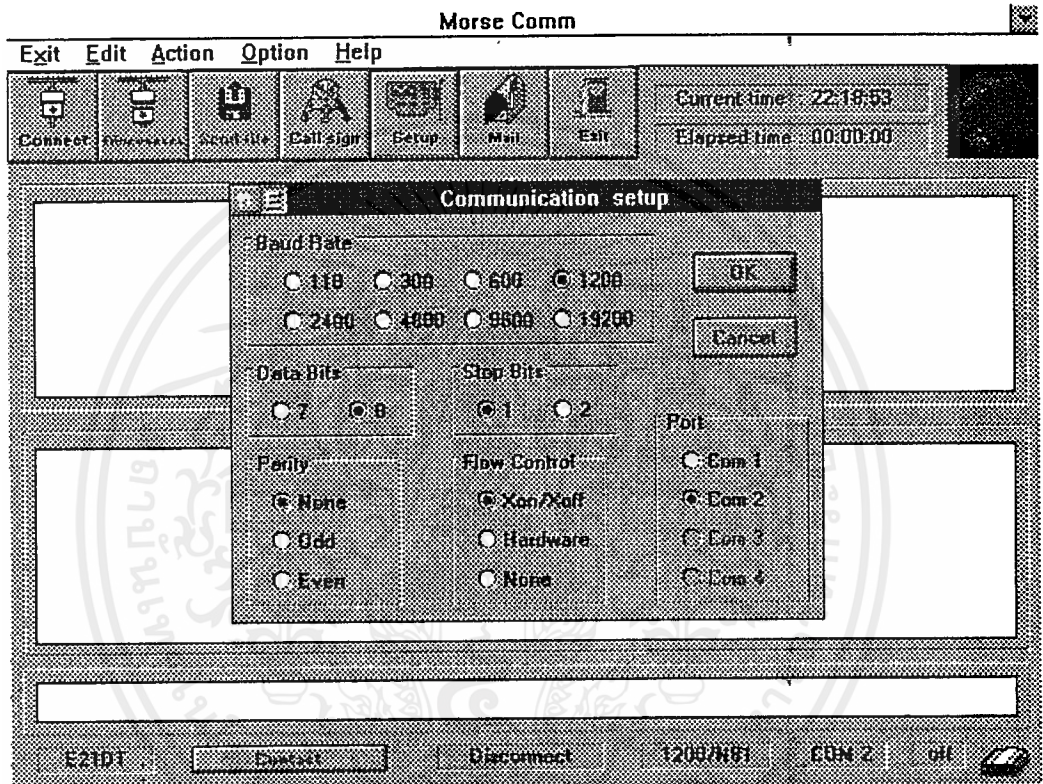 Morse Comm
Exit Edit Action Option Help
Connect Send file Call sign Setup Mail Exit
Current time : 22:18:53
Elapsed time : 00:00:00
Communication setup
Baud Rate
110 300 600 1200
2400 4800 9600 19200
OK
Cancel
Data Bits
7 8
Stop Bits
1 2
Parity
None
Odd
Even
Flow Control
Xon/Xoff
Hardware
None
Port
Com 1
Com 2
Com 3
Com 4
E21DT Contact Disconnect 1200/N81 COM 2 off